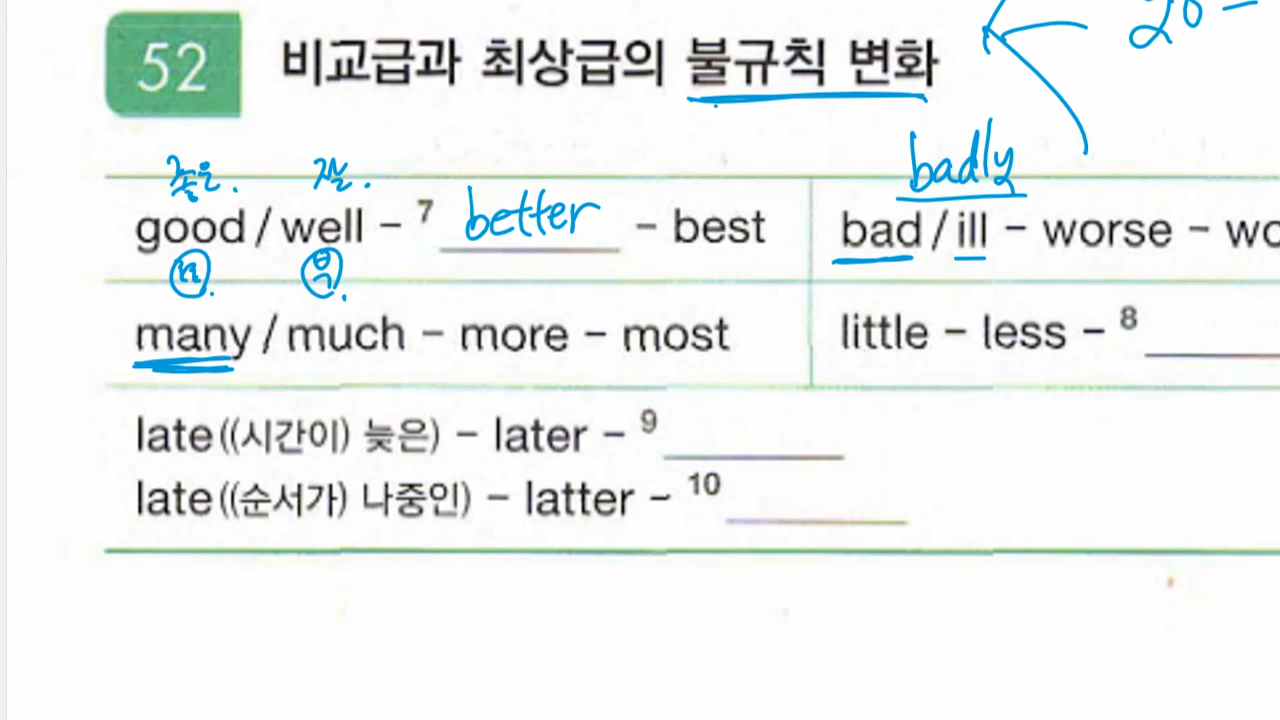 52 비교급과 최상급의 불규칙 변화
좋은. 잘. badly
good / well - 7 better - best bad / ill - worse - wo
형. 부.
many / much - more - most little - less - 8
late((시간이) 늦은) - later - 9
late((순서가) 나중인) - latter - 10